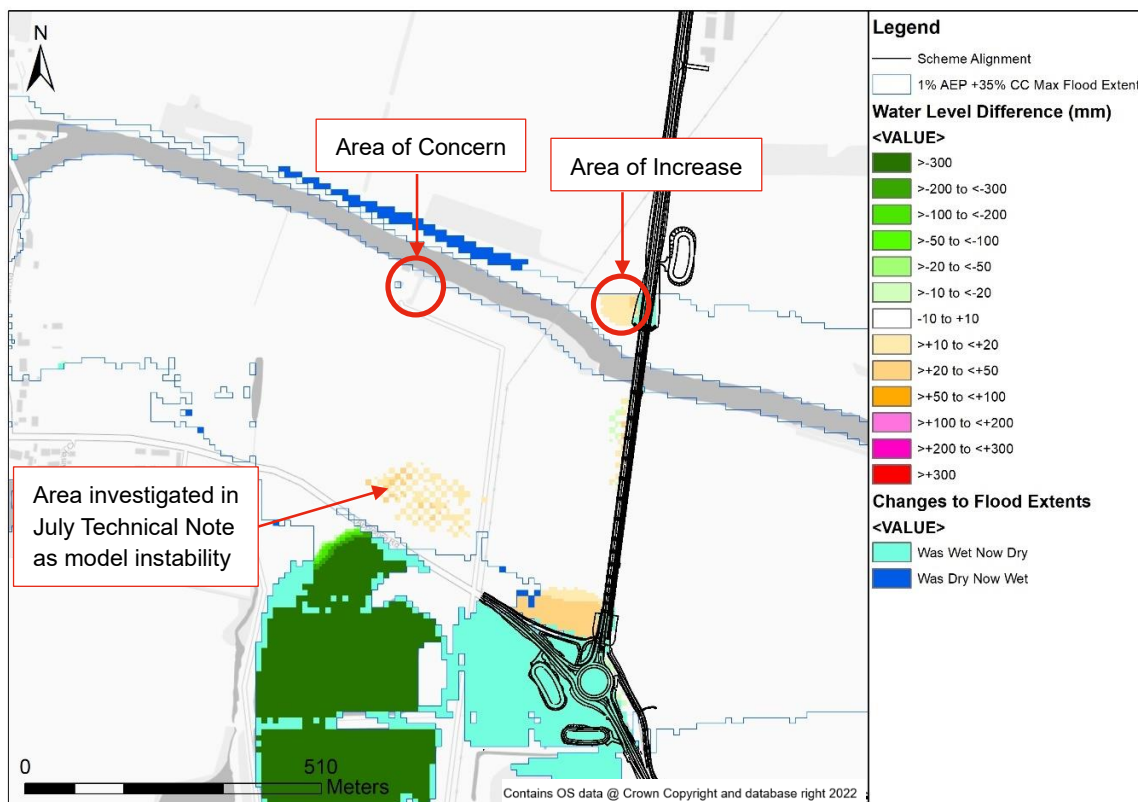 N
Area of Concern
Area of Increase
Area investigated in
July Technical Note
as model instability
0
510
Meters
Contains OS data @ Crown Copyright and database right 2022
Legend
Scheme Alignment
1% AEP +35% CC Max Flood Extent
Water Level Difference (mm)
<VALUE>
>-300
>-200 to <-300
>-100 to <-200
>-50 to <-100
>-20 to <-50
>-10 to <-20
-10 to +10
>+10 to <+20
>+20 to <+50
>+50 to <+100
>+100 to <+200
>+200 to <+300
>+300
Changes to Flood Extents
<VALUE>
Was Wet Now Dry
Was Dry Now Wet